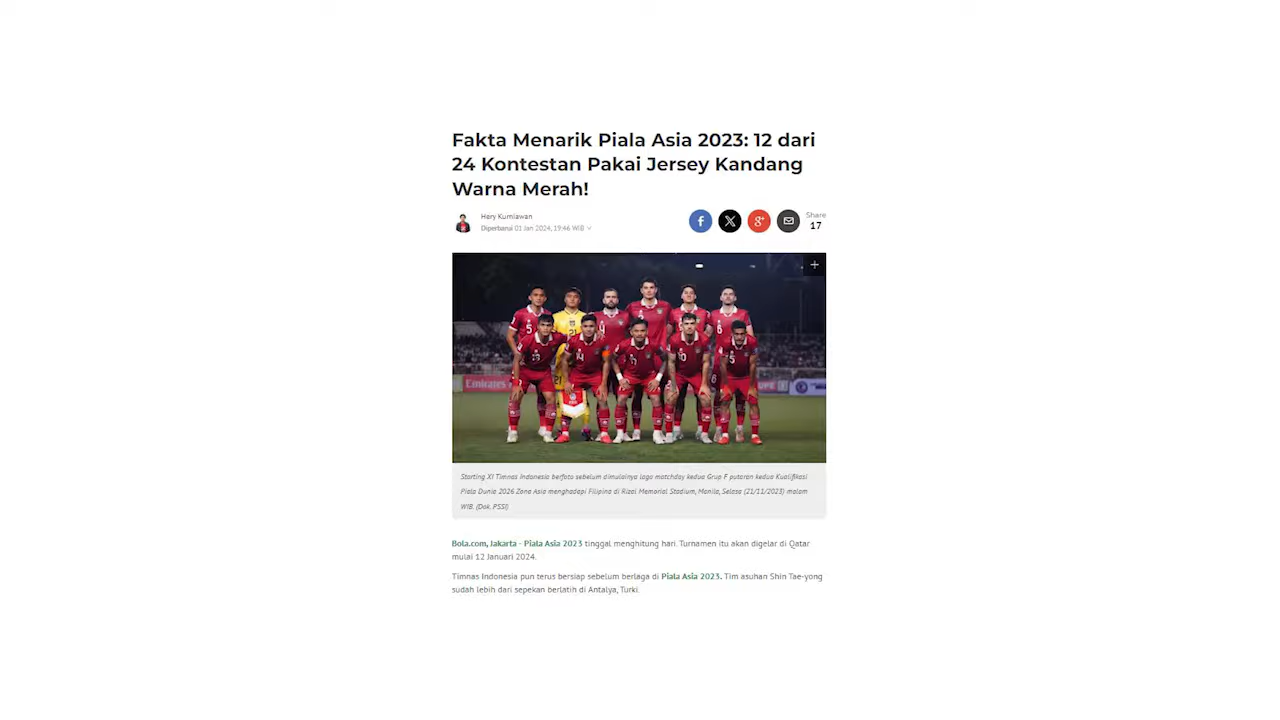 Fakta Menarik Piala Asia 2023: 12 dari
24 Kontestan Pakai Jersey Kandang
Warna Merah!
Hery Kurniawan
Diperbarui 01 Jan 2024, 19:46 WIB
Share
17
Emirates
Starting XI Timnas Indonesia berfoto sebelum dimulainya laga matchday kedua Grup F putaran kedua Kualifikasi
Piala Dunia 2026 Zona Asia menghadapi Filipina di Rizal Memorial Stadium, Manila, Selasa (21/11/2023) malam
WIB. (Dok. PSSI)
Bola.com, Jakarta - Piala Asia 2023 tinggal menghitung hari. Turnamen itu akan digelar di Qatar
mulai 12 Januari 2024.
Timnas Indonesia pun terus bersiap sebelum berlaga di Piala Asia 2023. Tim asuhan Shin Tae-yong
sudah lebih dari sepekan berlatih di Antalya, Turki.